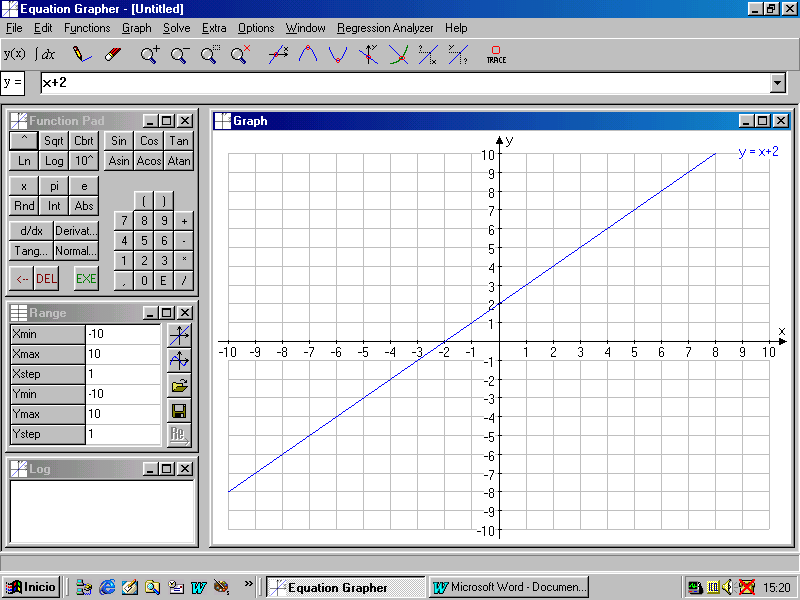 Equation Grapher - [Untitled]
File Edit Functions Graph Solve Extra Options Window Regression Analyzer Help
y(x) ∫dx TRACE
y = x+2
Function Pad
^ Sqrt Cbrt Sin Cos Tan
Ln Log 10^ Asin Acos Atan
x pi e
Rnd Int Abs ( )
d/dx Derivat... 7 8 9 +
Tang... Normal... 4 5 6 -
1 2 3 *
<-- DEL EXE , 0 E /
Range
Xmin -10
Xmax 10
Xstep 1
Ymin -10
Ymax 10
Ystep 1
Re
Log
Graph
y
y = x+2
10
9
8
7
6
5
4
3
2
1
x
-10 -9 -8 -7 -6 -5 -4 -3 -2 -1 1 2 3 4 5 6 7 8 9 10
-1
-2
-3
-4
-5
-6
-7
-8
-9
-10
Inicio » Equation Grapher Microsoft Word - Documen... 15:20